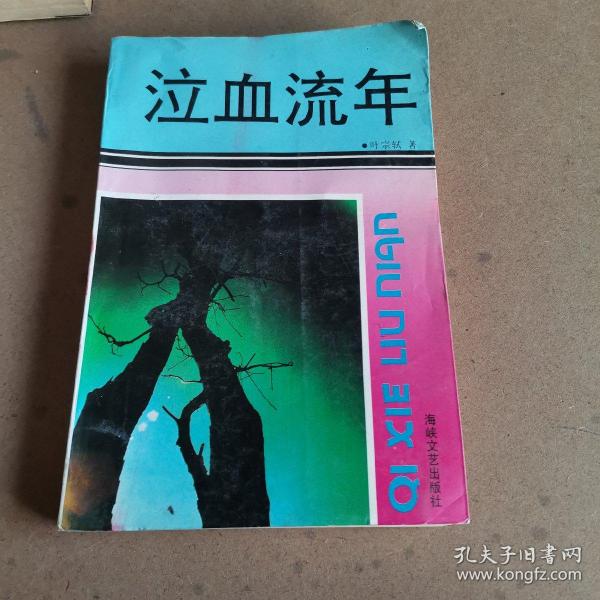 泣血流年
•叶宗轼 著
QI XIE LIU NIAN
海峡文艺出版社
孔夫子旧书网
www.kongfz.com